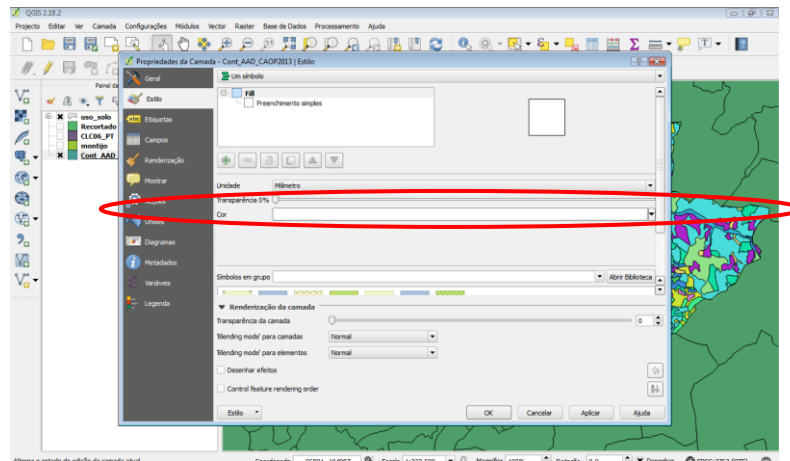 QGIS 2.18.2
Projecto Editar Ver Camada Configurações Módulos Vector Raster Base de Dados Processamento Ajuda
Propriedades da Camada - Cont_AAD_CAOP2013 | Estilo
Painel da
uso_solo
Recortado
CLC06_PT
montijo
Cont_AAD
Geral
Estilo
Etiquetas
Campos
Renderização
Mostrar
Uniões
Diagramas
Metadados
Variáveis
Legenda
Um símbolo
Fill
Preenchimento simples
Unidade Milímetro
Transparência 0%
Cor
Símbolos em grupo Abrir Biblioteca
Renderização da camada
Transparência da camada 0
'Blending mode' para camadas Normal
'Blending mode' para elementos Normal
Desenhar efeitos
Control feature rendering order
Estilo OK Cancelar Aplicar Ajuda